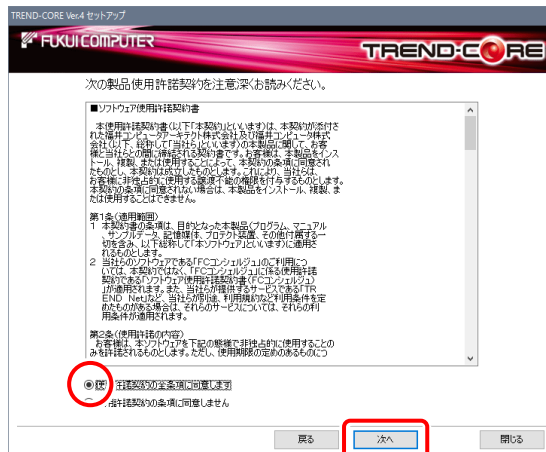 TREND-CORE Ver.4 セットアップ
FUKUI COMPUTER
TREND-CORE
次の製品使用許諾契約を注意深くお読みください。
■ソフトウェア使用許諾契約書
本使用許諾契約書(以下「本契約」といいます)は、本契約が添付さ
れた福井コンピュータアーキテクト株式会社及び福井コンピュータ株式
会社(以下、総称して「当社ら」といいます)の本製品に関して、お客
様と当社らとの間に締結される契約書です。お客様は、本製品をインス
トール、複製、または使用することによって、本契約の条項に同意され
たものとし、本契約は成立したものとします。これにより、当社らは、
お客様に非独占的に使用する譲渡不能の権限を付与するものとします。
本契約の条項に同意されない場合は、本製品をインストール、複製、ま
たは使用することはできません。
第1条(適用範囲)
1 本契約書の条項は、目的となった本製品(プログラム、マニュアル
、サンプルデータ、記憶媒体、プロテクト装置、その他付属する一
切を含み、以下総称して「本ソフトウェア」といいます)に適用さ
れるものとします。
2 当社らのソフトウェアである「FCコンシェルジュ」のご利用につ
いては、本契約ではなく、「FCコンシェルジュ」に係る使用許諾
契約である「ソフトウェア使用許諾契約書(FCコンシェルジュ)
」が適用されます。また、当社らが提供するサービスである「TR
END Net」など、当社らが別途、利用規約など利用条件を定
めたものがある場合は、それらのサービスについては、それらの利
用条件が適用されます。
第2条(使用許諾の内容)
お客様は、本ソフトウェアを下記の態様で非独占的に使用することの
みを許諾されるものとします。ただし、使用期限の定めのあるものにつ
使 許諾契約の全条項に同意します
許諾契約の条項に同意しません
戻る
次へ
閉じる